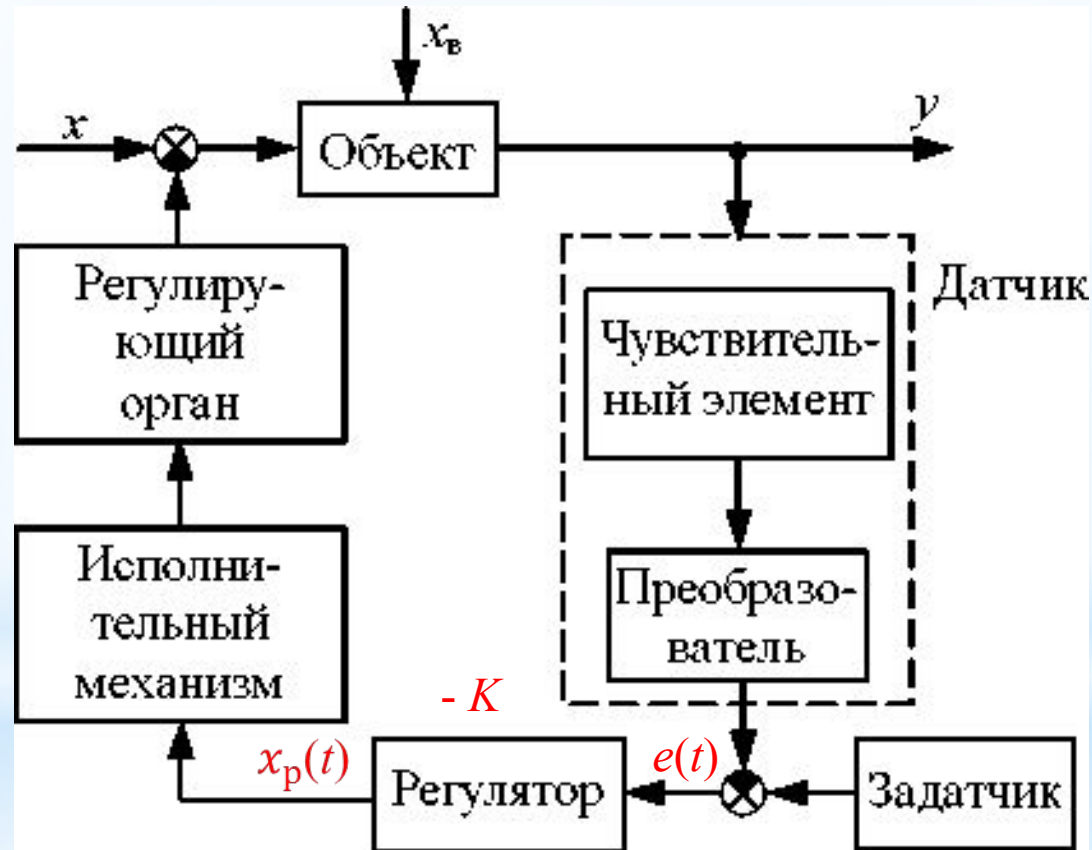 xв
x
Объект
y
Регулиру-
ющий
орган
Датчик
Чувствитель-
ный элемент
Исполни-
тельный
механизм
Преобразо-
ватель
- K
xр(t)
Регулятор
e(t)
Задатчик